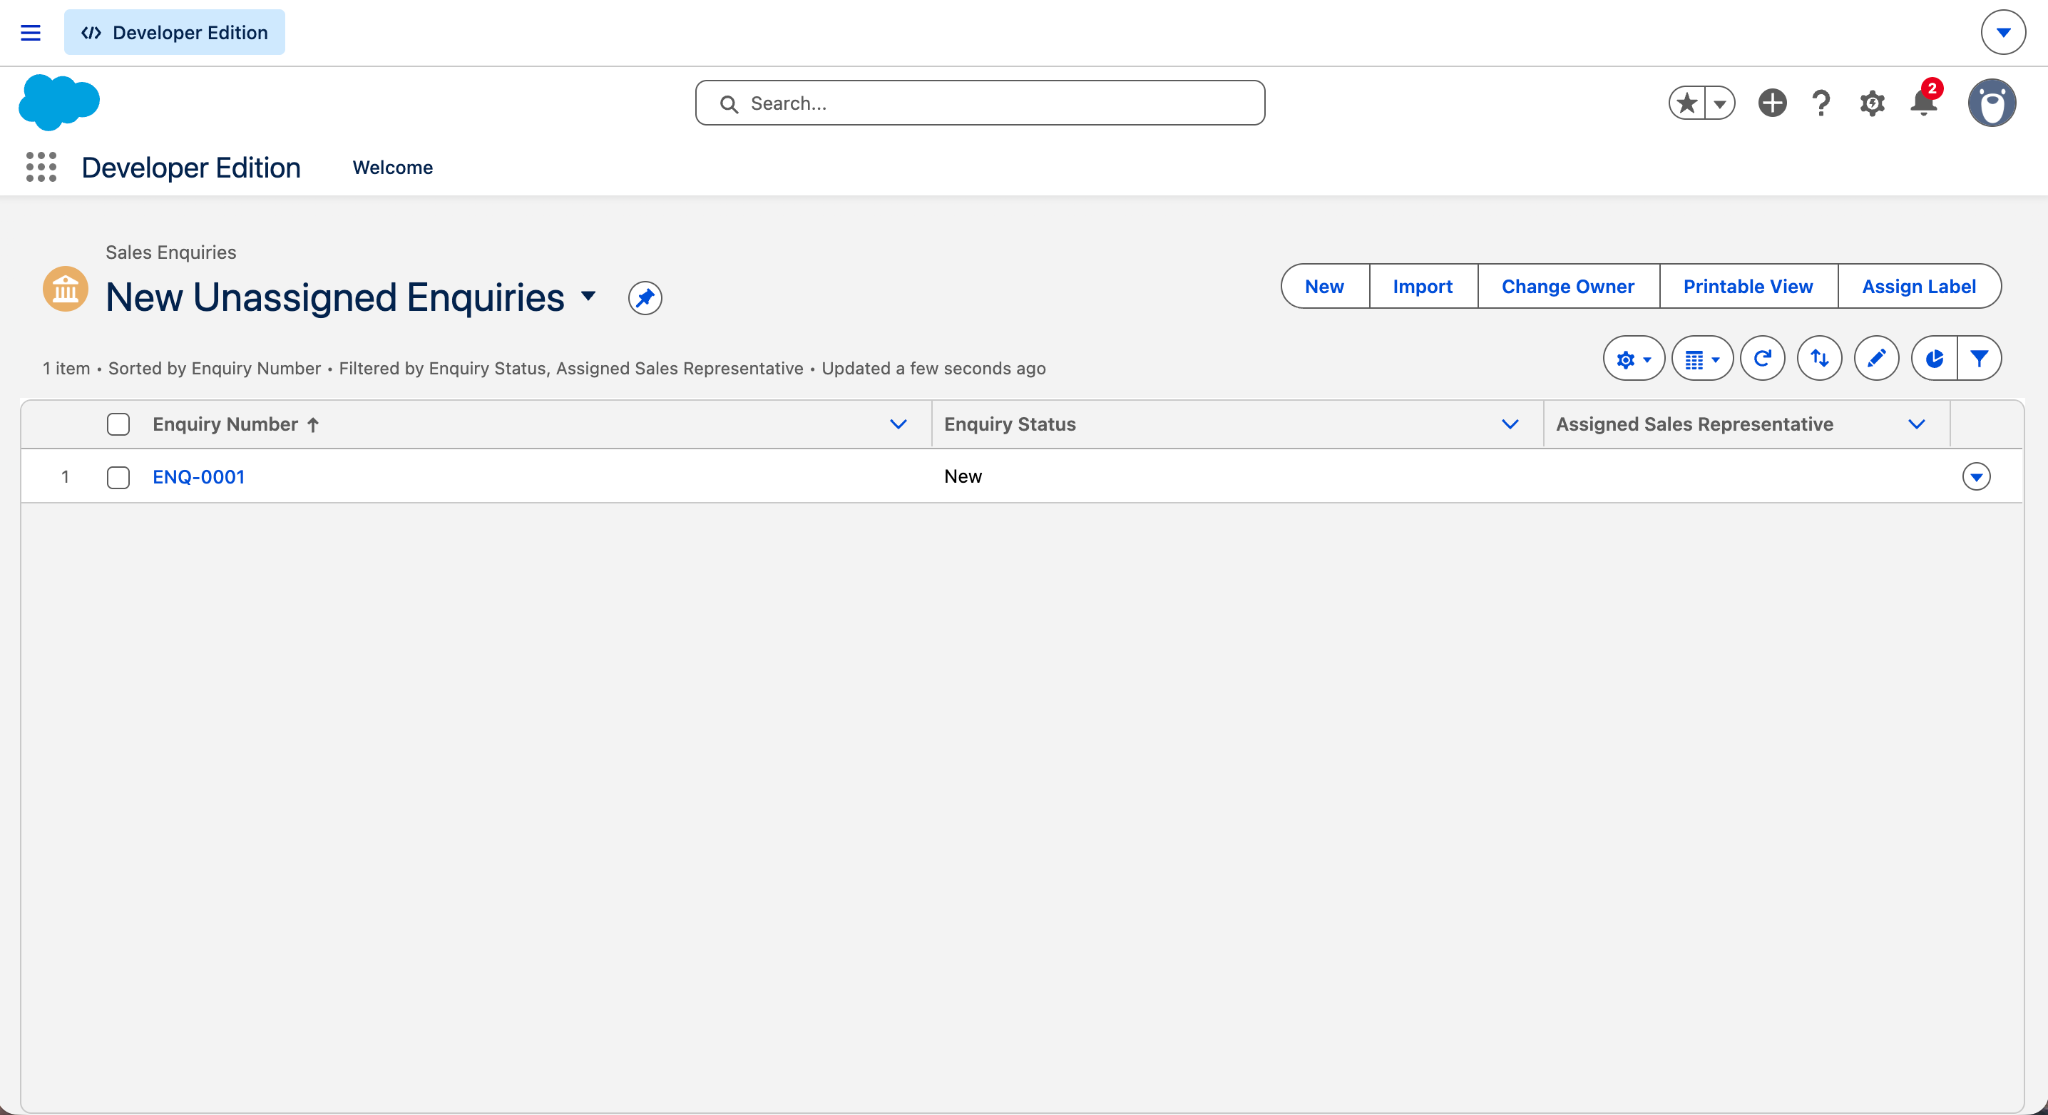 Developer Edition
Search...
2
Developer Edition
Welcome
Sales Enquiries
New Unassigned Enquiries
New
Import
Change Owner
Printable View
Assign Label
1 item • Sorted by Enquiry Number • Filtered by Enquiry Status, Assigned Sales Representative • Updated a few seconds ago
Enquiry Number
Enquiry Status
Assigned Sales Representative
1
ENQ-0001
New